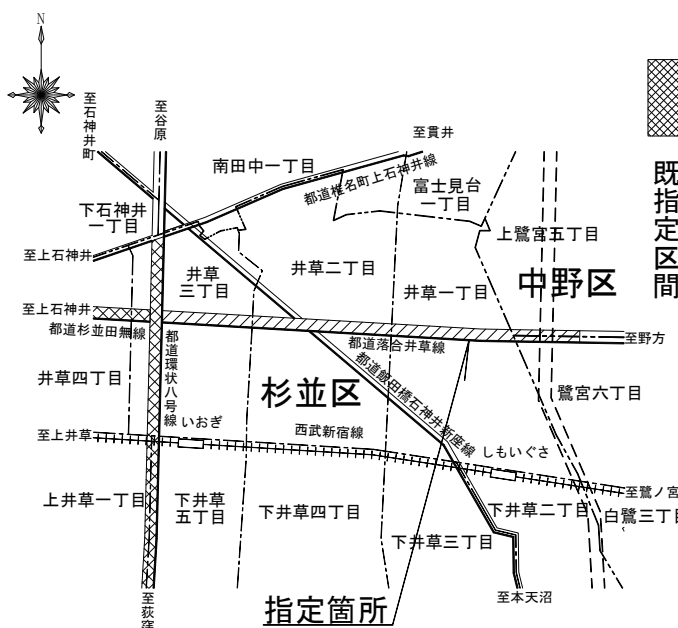 N
至石神井町
至谷原
至貫井
南田中一丁目
都道椎名町上石神井線
富士見台
一丁目
下石神井
一丁目
上鷺宮五丁目
既指定区間
至上石神井
井草
三丁目
井草二丁目
井草一丁目
中野区
至上石神井
都道杉並田無線
都道環状八号線
都道落合井草線
至野方
井草四丁目
杉並区
都道飯田橋石神井新座線
鷺宮六丁目
いおぎ
西武新宿線
しもいぐさ
至上井草
至鷺ノ宮
上井草一丁目
下井草
五丁目
下井草四丁目
下井草三丁目
下井草二丁目
白鷺三丁目
至荻窪
指定箇所
至本天沼